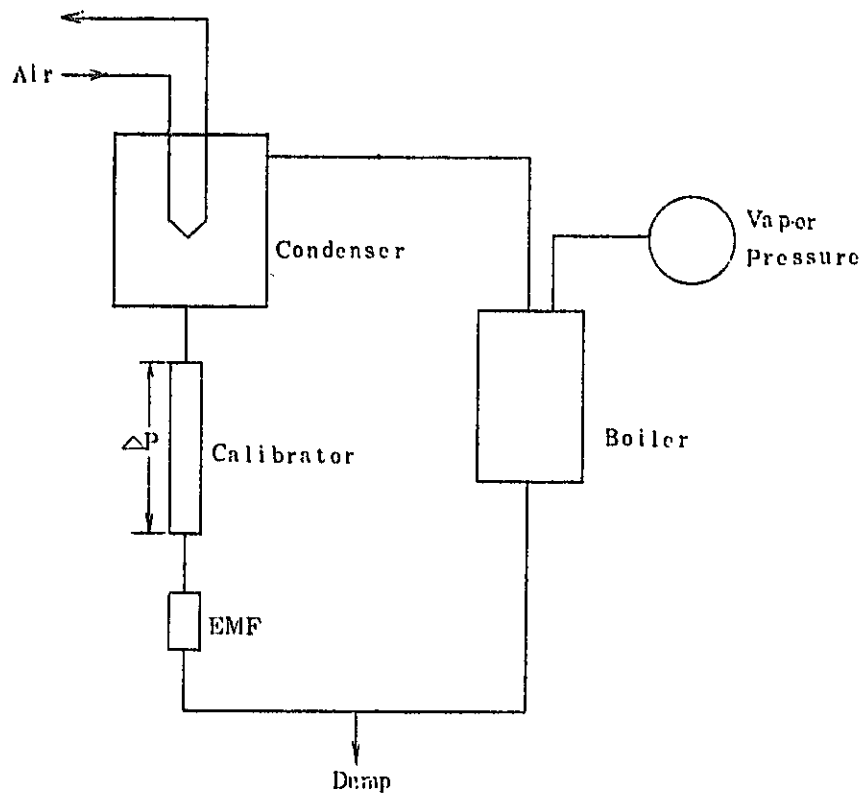 Air
Condenser
Vapor
Pressure
ΔP
Calibrator
Boiler
EMF
Dump